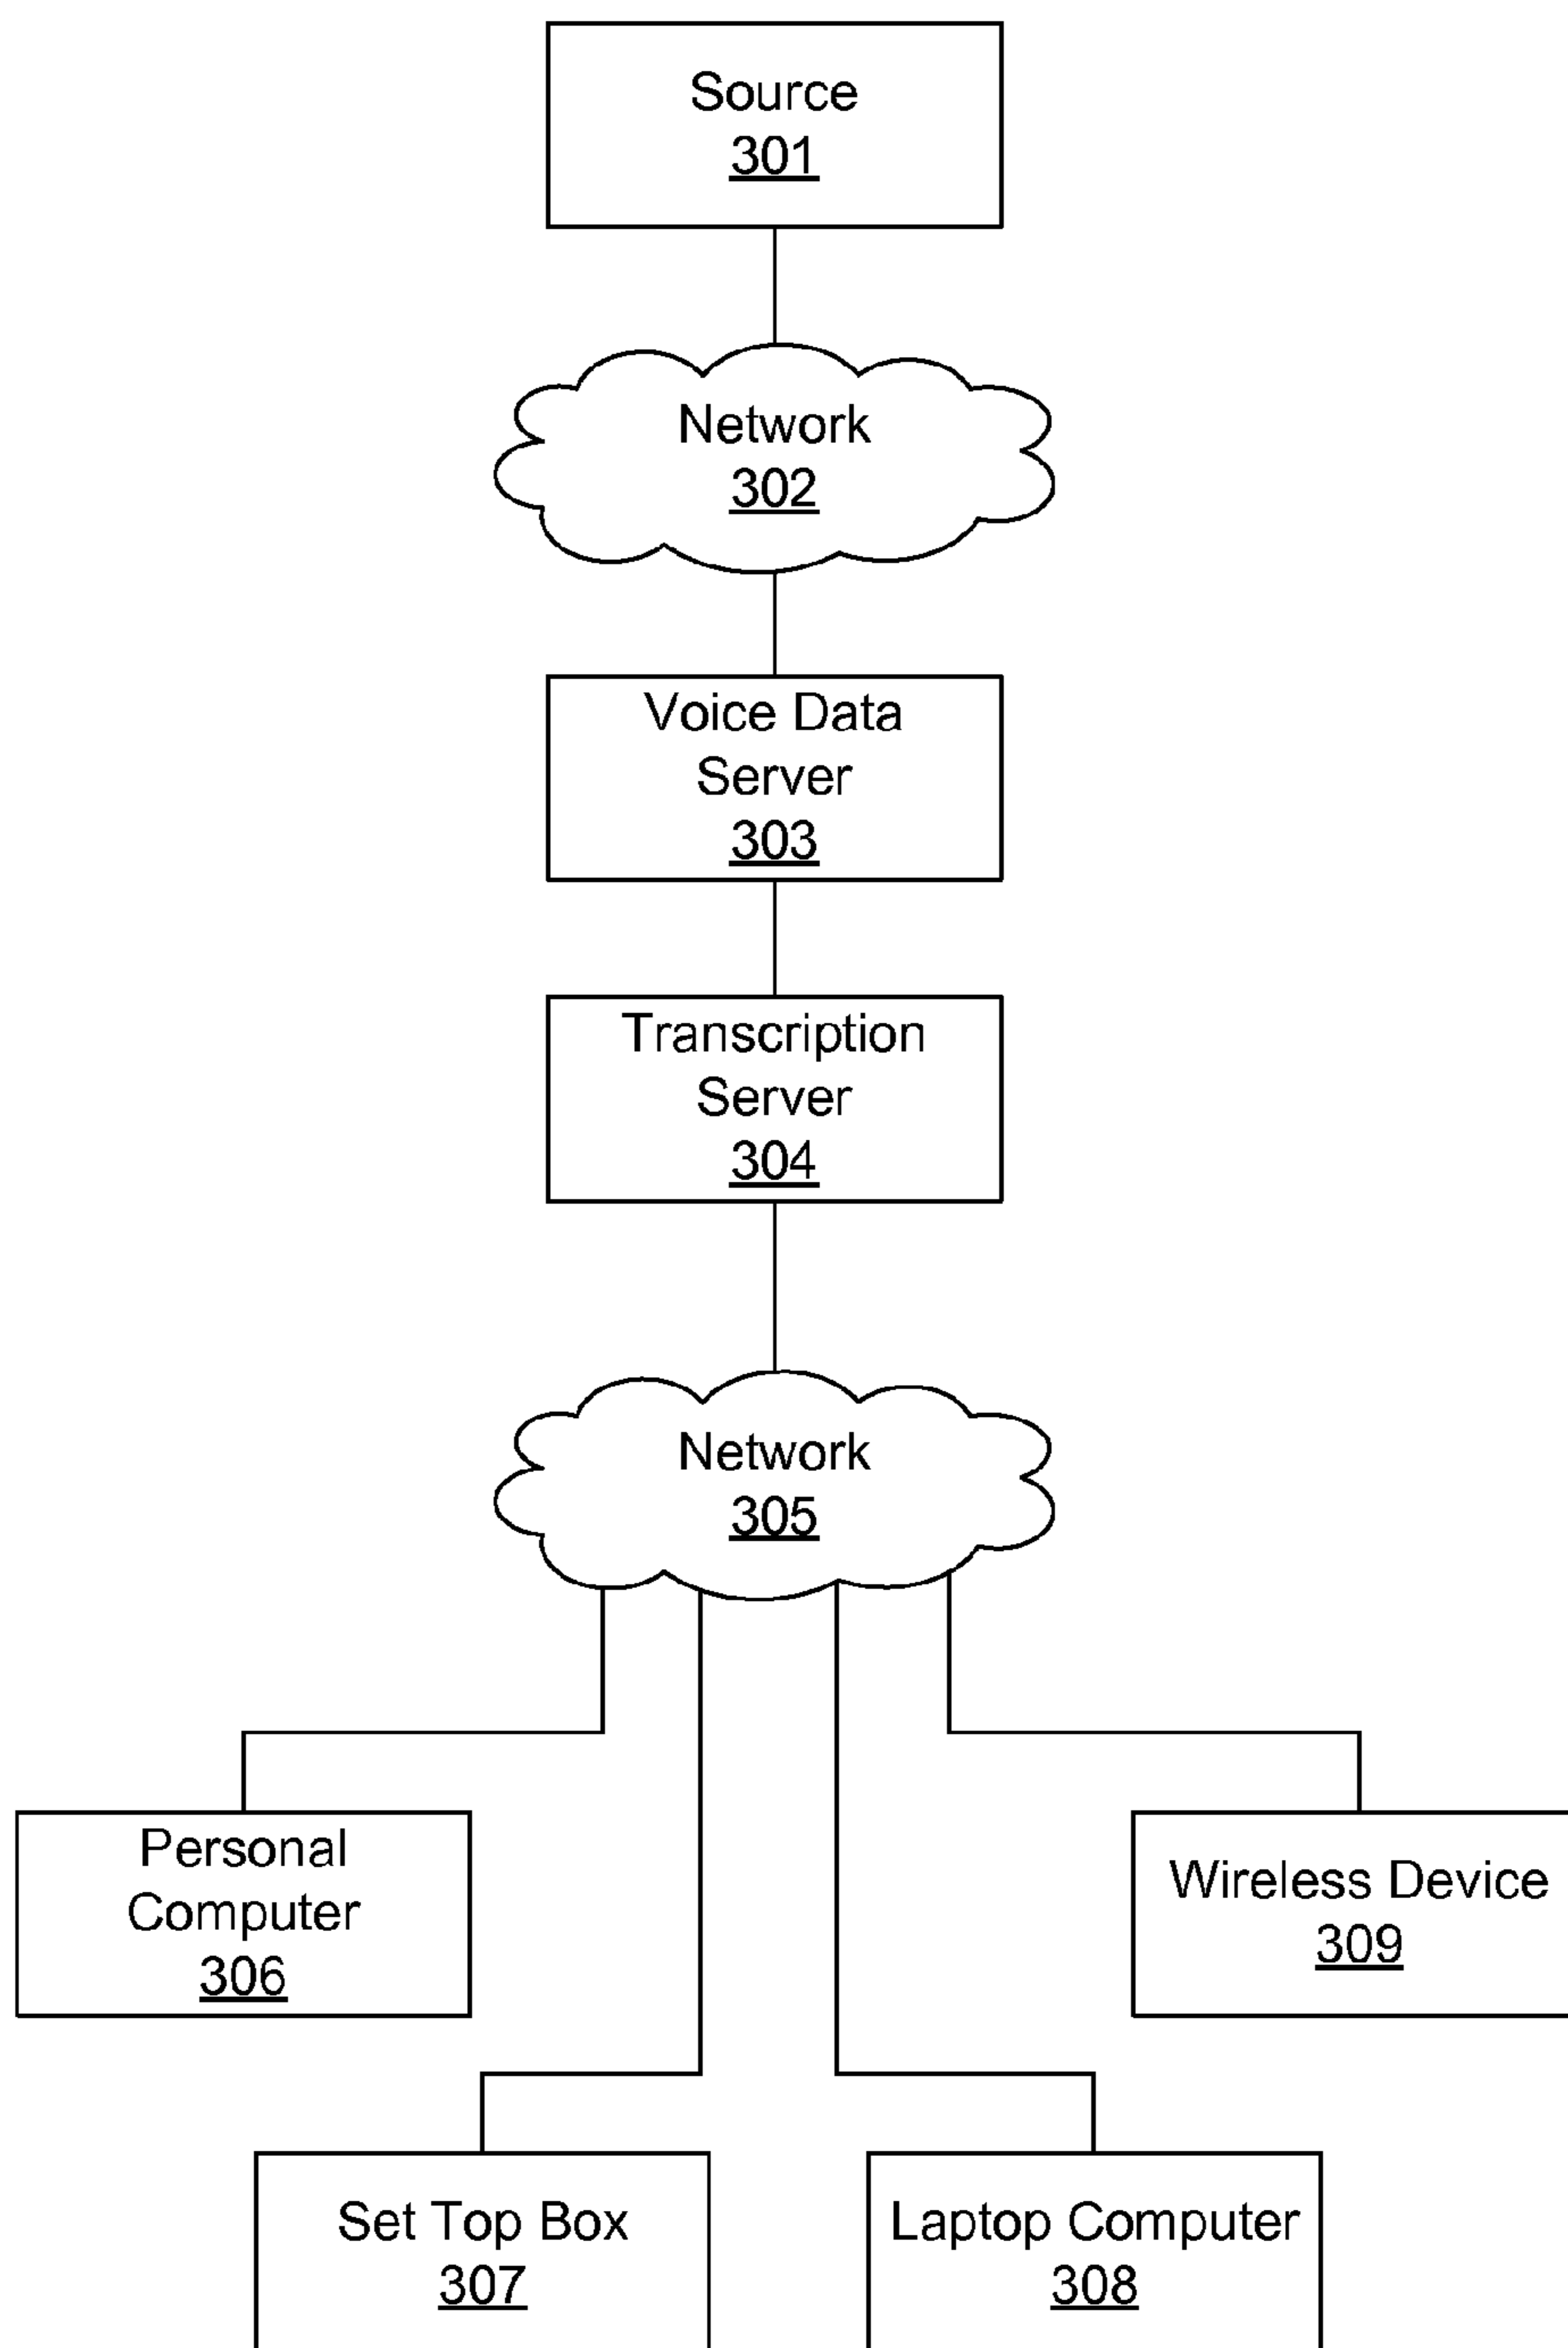 Source
301
Network
302
Voice Data
Server
303
Transcription
Server
304
Network
305
Personal
Computer
306
Wireless Device
309
Set Top Box
307
Laptop Computer
308